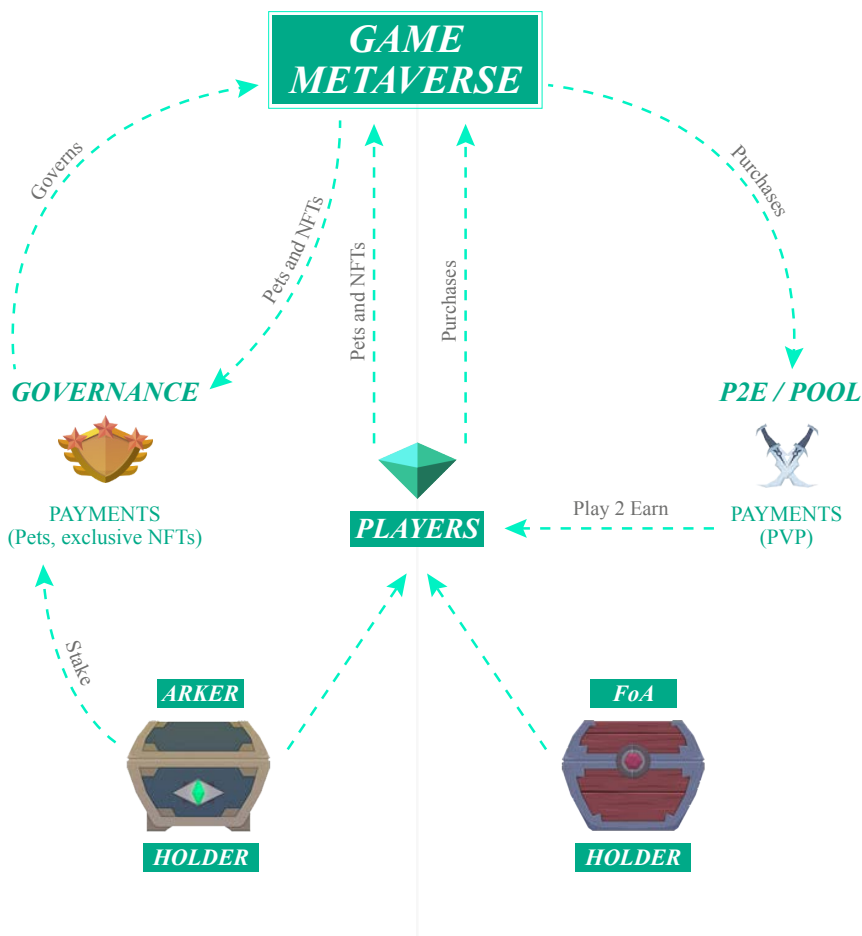 GAME
METAVERSE
Governs
Pets and NFTs
Pets and NFTs
Purchases
Purchases
GOVERNANCE
P2E / POOL
PAYMENTS
(Pets, exclusive NFTs)
PLAYERS
Play 2 Earn
PAYMENTS
(PVP)
Stake
ARKER
FoA
HOLDER
HOLDER